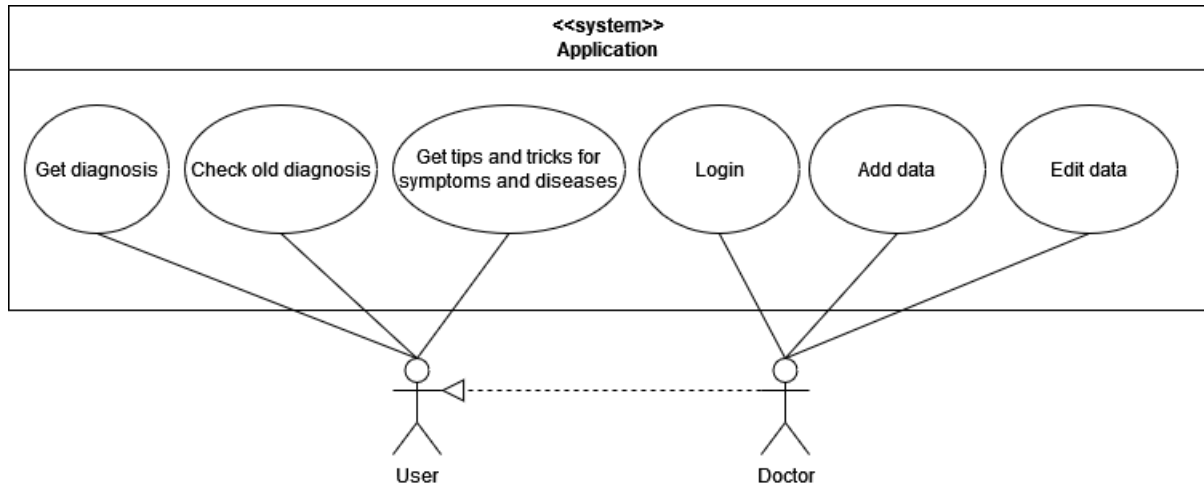 <<system>>
Application
Get diagnosis
Check old diagnosis
Get tips and tricks for
symptoms and diseases
Login
Add data
Edit data
User
Doctor